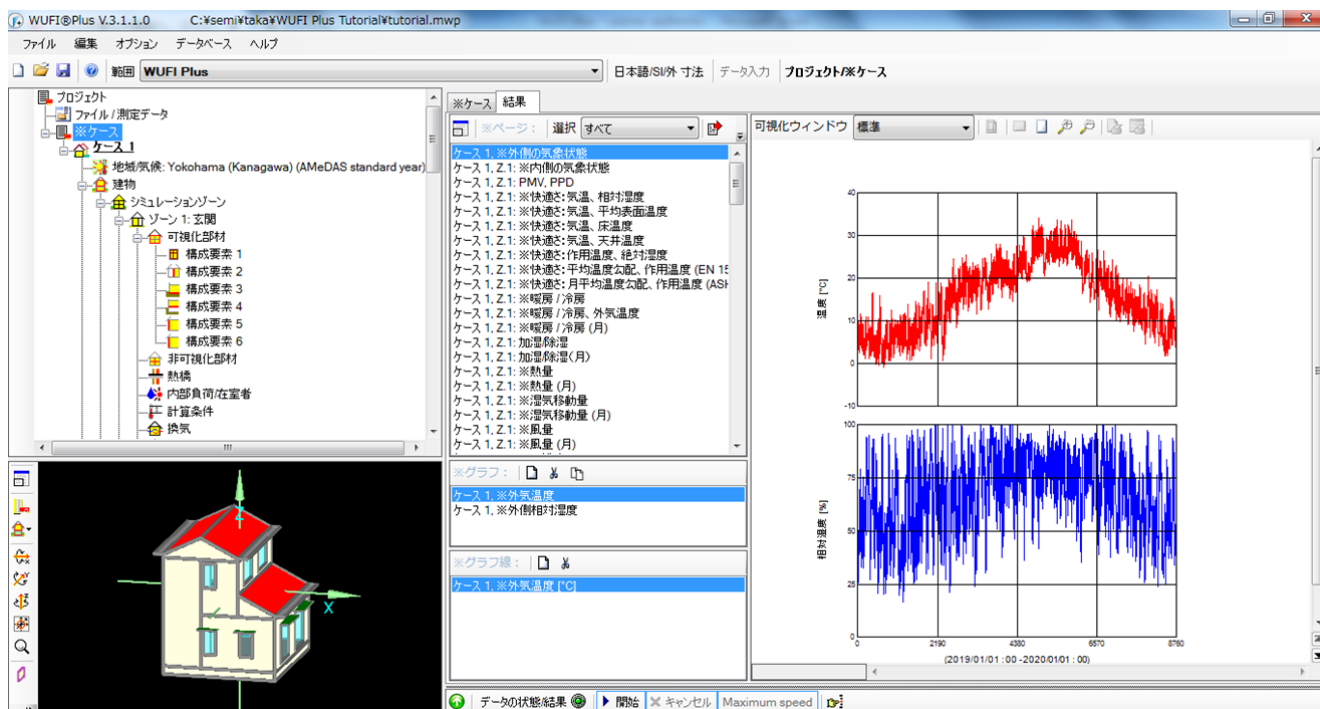 WUFI®Plus V.3.1.1.0 C:¥semi¥taka¥WUFI Plus Tutorial¥tutorial.mwp
ファイル 編集 オプション データベース ヘルプ
範囲 WUFI Plus 日本語/SI/外 寸法 データ入力 プロジェクト/※ケース
プロジェクト
ファイル / 測定データ
※ケース
ケース 1
地域/気候: Yokohama (Kanagawa) (AMeDAS standard year)
建物
シミュレーションゾーン
ゾーン 1: 玄関
可視化部材
構成要素 1
構成要素 2
構成要素 3
構成要素 4
構成要素 5
構成要素 6
非可視化部材
熱橋
内部負荷/在室者
計算条件
換気
X
※ケース 結果
※ページ： 選択 すべて
ケース 1, ※外側の気象状態
ケース 1, Z.1: ※内側の気象状態
ケース 1, Z.1: PMV, PPD
ケース 1, Z.1: ※快適さ: 気温、相対湿度
ケース 1, Z.1: ※快適さ: 気温、平均表面温度
ケース 1, Z.1: ※快適さ: 気温、床温度
ケース 1, Z.1: ※快適さ: 気温、天井温度
ケース 1, Z.1: ※快適さ: 作用温度、絶対湿度
ケース 1, Z.1: ※快適さ: 平均温度勾配、作用温度 (EN 15
ケース 1, Z.1: ※快適さ: 月平均温度勾配、作用温度 (ASH
ケース 1, Z.1: ※暖房 / 冷房
ケース 1, Z.1: ※暖房 / 冷房、外気温度
ケース 1, Z.1: ※暖房 / 冷房 (月)
ケース 1, Z.1: 加湿/除湿
ケース 1, Z.1: 加湿/除湿(月)
ケース 1, Z.1: ※熱量
ケース 1, Z.1: ※熱量 (月)
ケース 1, Z.1: ※湿気移動量
ケース 1, Z.1: ※湿気移動量 (月)
ケース 1, Z.1: ※風量
ケース 1, Z.1: ※風量 (月)
※グラフ：
ケース 1, ※外気温度
ケース 1, ※外側相対湿度
※グラフ線：
ケース 1, ※外気温度 [°C]
可視化ウィンドウ 標準
温度 [°C]
40
30
20
10
0
-10
相対湿度 [%]
100
75
50
25
0
0 2190 4380 6570 8760
(2019/01/01 : 00 -2020/01/01 : 00)
データの状態/結果 開始 キャンセル Maximum speed